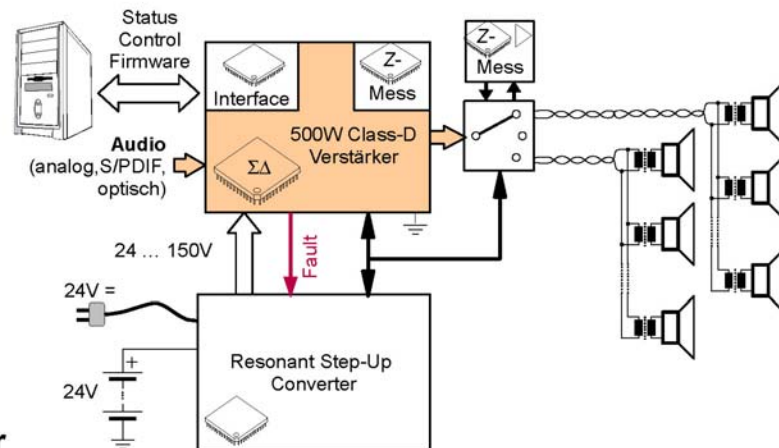 Status
Control
Firmware
Interface
Z-
Mess
Z-
Mess
Audio
(analog,S/PDIF,
optisch)
500W Class-D
Verstärker
ΣΔ
24 ... 150V
Fault
24V =
Resonant Step-Up
Converter
+
24V
r